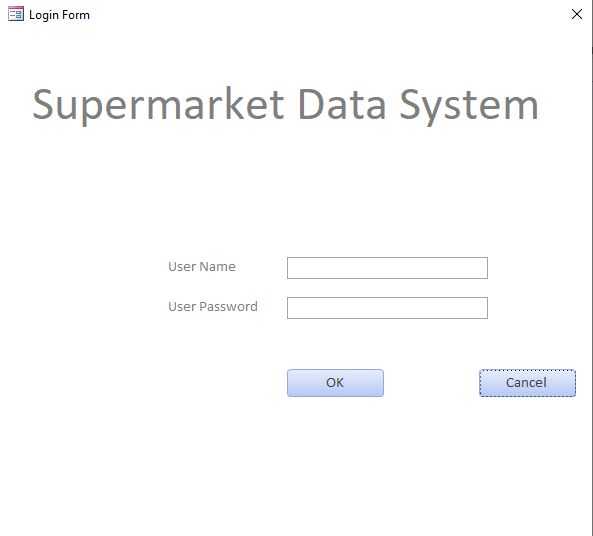 Login Form
Supermarket Data System
User Name
User Password
OK Cancel